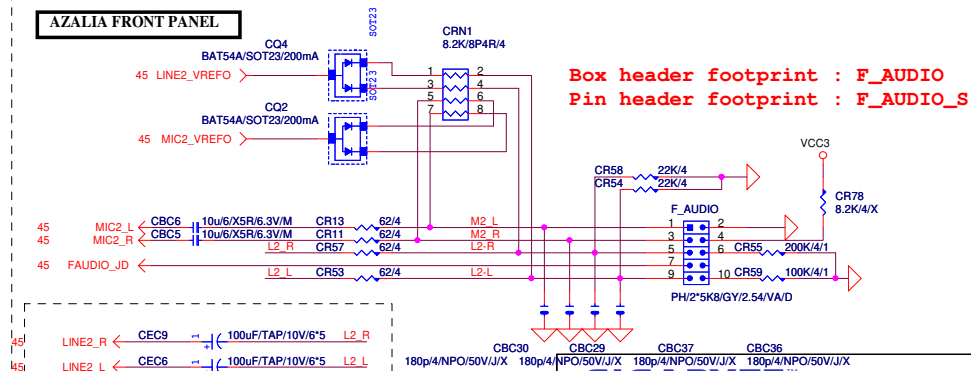 AZALIA FRONT PANEL
SOT23
CQ4
BAT54A/SOT23/200mA
CRN1
8.2K/8P4R/4
45 LINE2_VREFO
1 2
3 4
5 6
7 8
SOT23
Box header footprint : F_AUDIO
Pin header footprint : F_AUDIO_S
CQ2
BAT54A/SOT23/200mA
45 MIC2_VREFO
VCC3
CR58 22K/4
CR54 22K/4
CR78
8.2K/4/X
F_AUDIO
45 MIC2_L CBC6 10u/6/X5R/6.3V/M CR13 62/4 M2_L 1 2
45 MIC2_R CBC5 10u/6/X5R/6.3V/M CR11 62/4 M2_R 3 4
L2_R CR57 62/4 L2-R 5 6 CR55 200K/4/1
45 FAUDIO_JD 7
L2_L CR53 62/4 L2-L 9 10 CR59 100K/4/1
PH/2*5K8/GY/2.54/VA/D
45 LINE2_R CEC9 1 + 100uF/TAP/10V/6*5 L2_R
CBC30 CBC29 CBC37 CBC36
180p/4/NPO/50V/J/X 180p/4/NPO/50V/J/X 180p/4/NPO/50V/J/X 180p/4/NPO/50V/J/X
45 LINE2_L CEC6 1 100uF/TAP/10V/6*5 L2_L